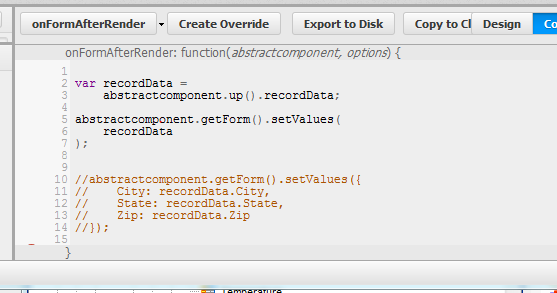 onFormAfterRender Create Override Export to Disk Copy to Cl Design Co
onFormAfterRender: function(abstractcomponent, options) {
1
2 var recordData =
3 abstractcomponent.up().recordData;
4
5 abstractcomponent.getForm().setValues(
6 recordData
7 );
8
9
10 //abstractcomponent.getForm().setValues({
11 // City: recordData.City,
12 // State: recordData.State,
13 // Zip: recordData.Zip
14 //});
15
}
Temperature